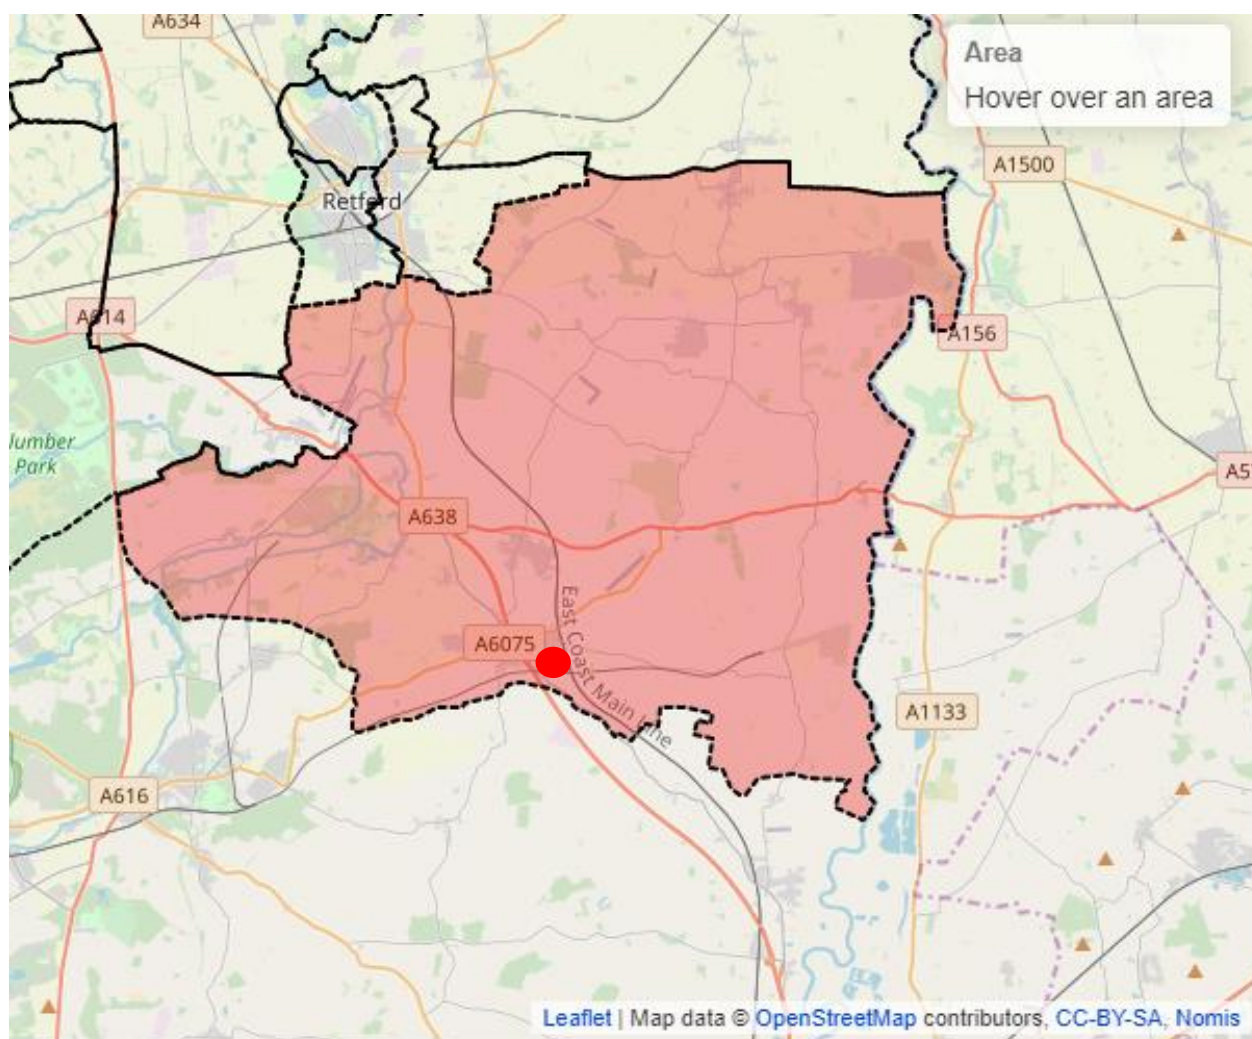 A634
Area
Hover over an area
A1500
Retford
A614
A156
lumber
Park
A5
A638
East Coast Main Line
A6075
A1133
A616
Leaflet | Map data © OpenStreetMap contributors, CC-BY-SA, Nomis